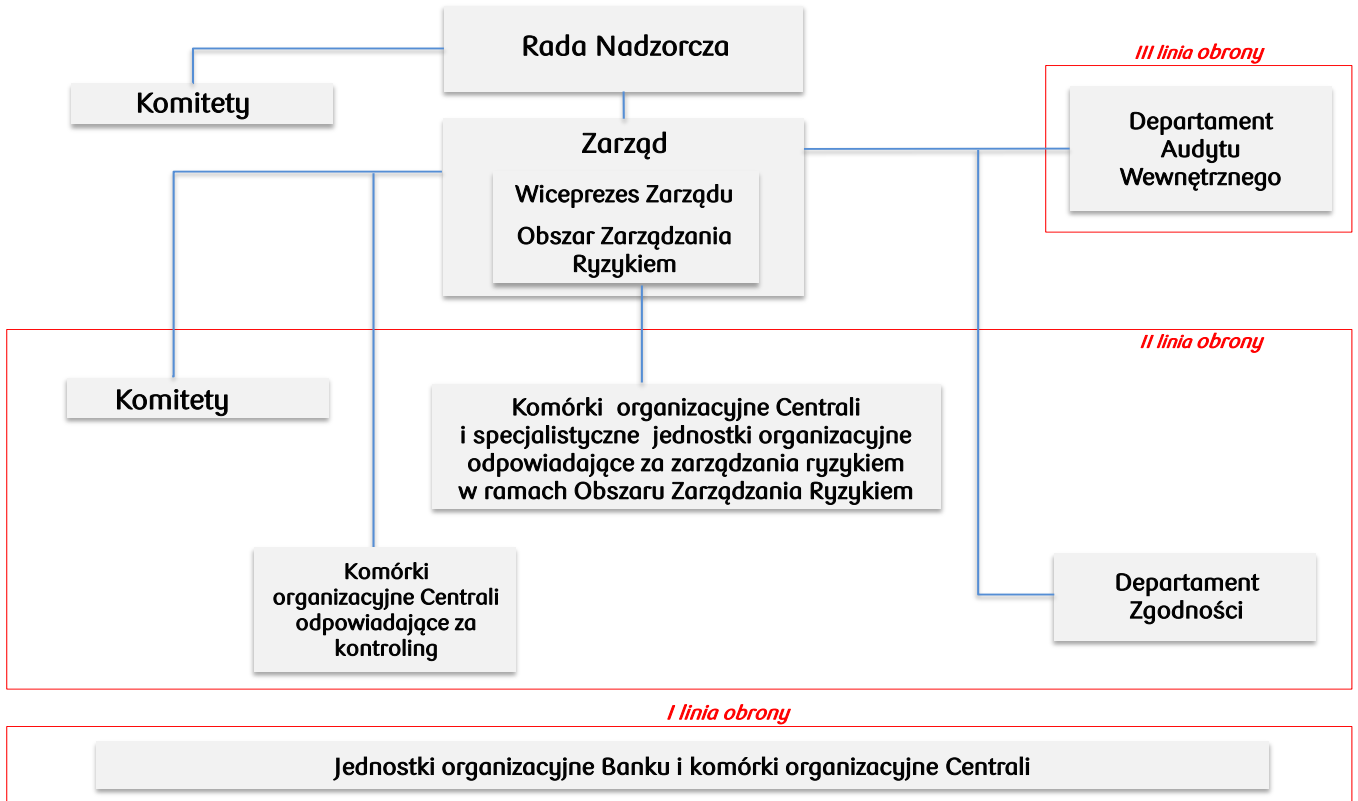 Rada Nadzorcza
Komitety
III linia obrony
Departament
Audytu
Wewnętrznego
Zarząd
Wiceprezes Zarządu
Obszar Zarządzania
Ryzykiem
II linia obrony
Komitety
Komórki organizacyjne Centrali
i specjalistyczne jednostki organizacyjne
odpowiadające za zarządzania ryzykiem
w ramach Obszaru Zarządzania Ryzykiem
Komórki
organizacyjne Centrali
odpowiadające za
kontroling
Departament
Zgodności
I linia obrony
Jednostki organizacyjne Banku i komórki organizacyjne Centrali